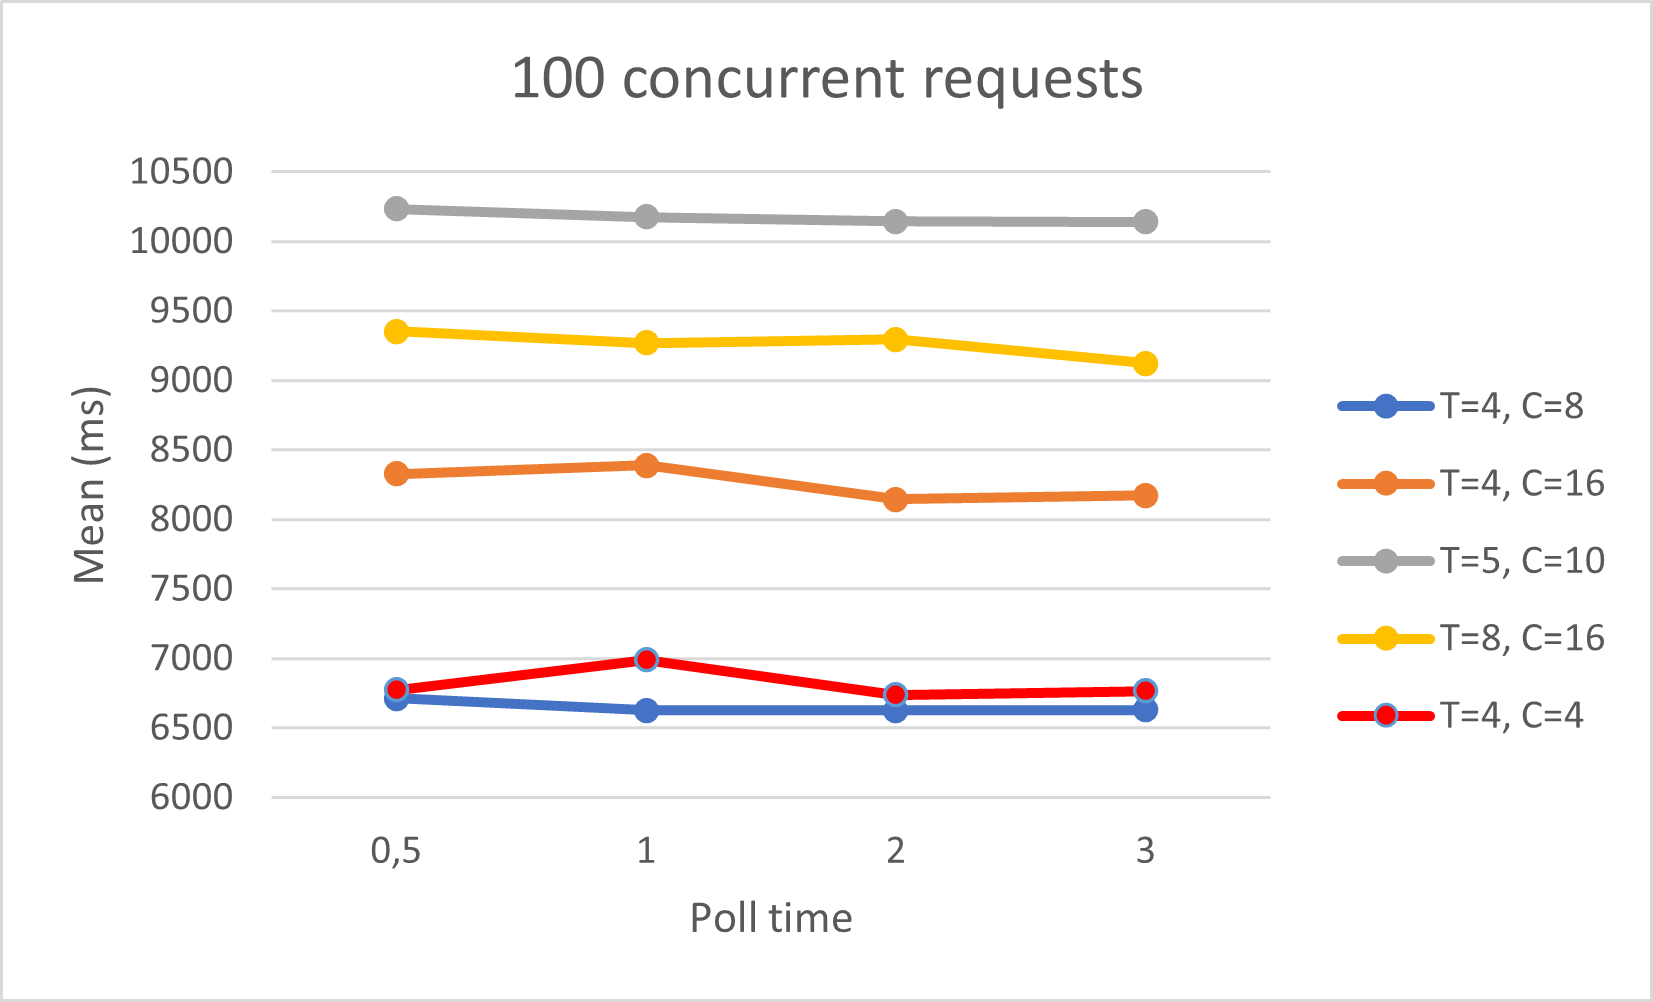 100 concurrent requests
10500
10000
9500
9000
8500
8000
7500
7000
6500
6000
Mean (ms)
0,5 1 2 3
Poll time
T=4, C=8
T=4, C=16
T=5, C=10
T=8, C=16
T=4, C=4